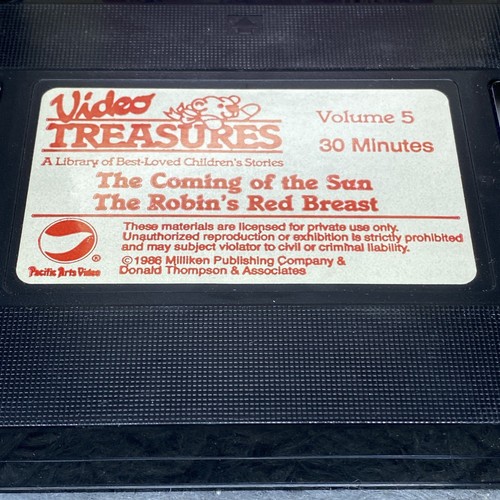 Video
TREASURES
Volume 5
30 Minutes
A Library of Best-Loved Children's Stories
The Coming of the Sun
The Robin's Red Breast
These materials are licensed for private use only.
Unauthorized reproduction or exhibition is strictly prohibited
and may subject violator to civil or criminal liability.
©1986 Milliken Publishing Company &
Donald Thompson & Associates
®
Pacific Arts Video